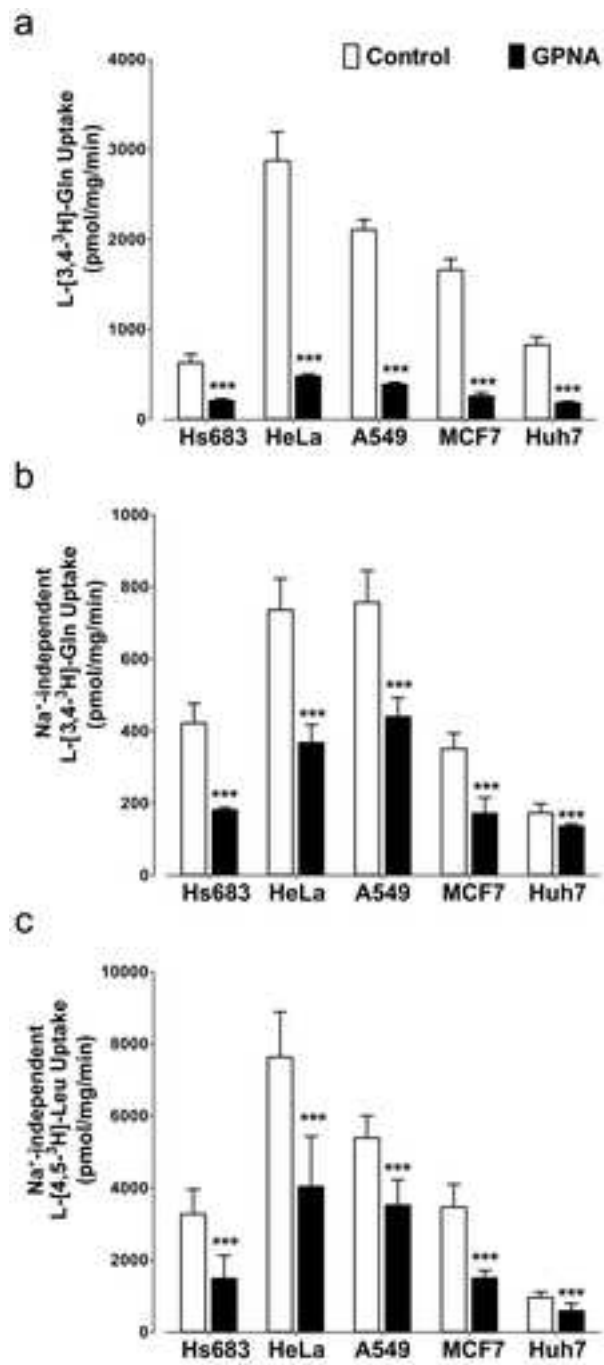 a
Control GPNA
L-[3,4-³H]-Gln Uptake
(pmol/mg/min)
4000
3000
2000
1000
0
*** *** *** *** ***
Hs683 HeLa A549 MCF7 Huh7
b
Na⁺-independent
L-[3,4-³H]-Gln Uptake
(pmol/mg/min)
1000
800
600
400
200
0
*** *** *** *** ***
Hs683 HeLa A549 MCF7 Huh7
c
Na⁺-independent
L-[4,5-³H]-Leu Uptake
(pmol/mg/min)
10000
8000
6000
4000
2000
0
*** *** *** *** ***
Hs683 HeLa A549 MCF7 Huh7